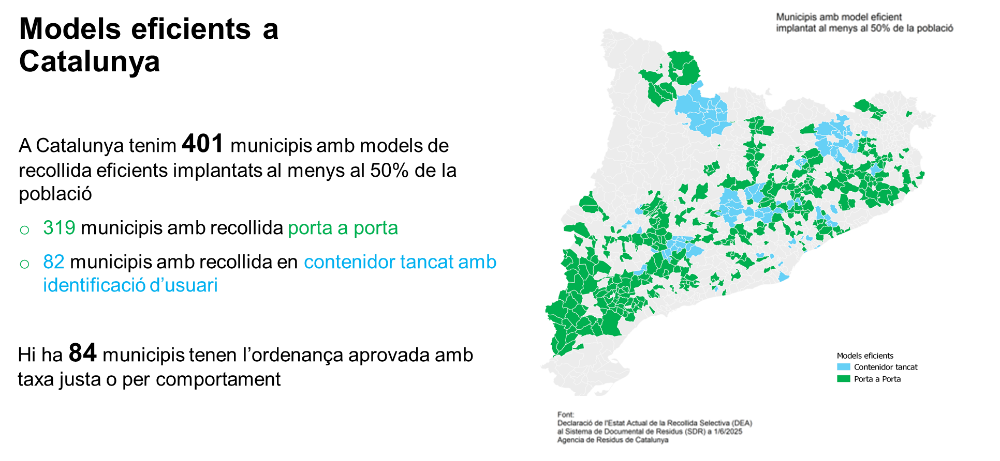 Models eficients a
Catalunya
A Catalunya tenim 401 municipis amb models de
recollida eficients implantats al menys al 50% de la
població
o 319 municipis amb recollida porta a porta
o 82 municipis amb recollida en contenidor tancat amb
identificació d’usuari
Hi ha 84 municipis tenen l’ordenança aprovada amb
taxa justa o per comportament
Municipis amb model eficient
implantat al menys al 50% de la població
Models eficients
Contenidor tancat
Porta a Porta
Font:
Declaració de l'Estat Actual de la Recollida Selectiva (DEA)
al Sistema de Documental de Residus (SDR) a 1/6/2025
Agencia de Residus de Catalunya